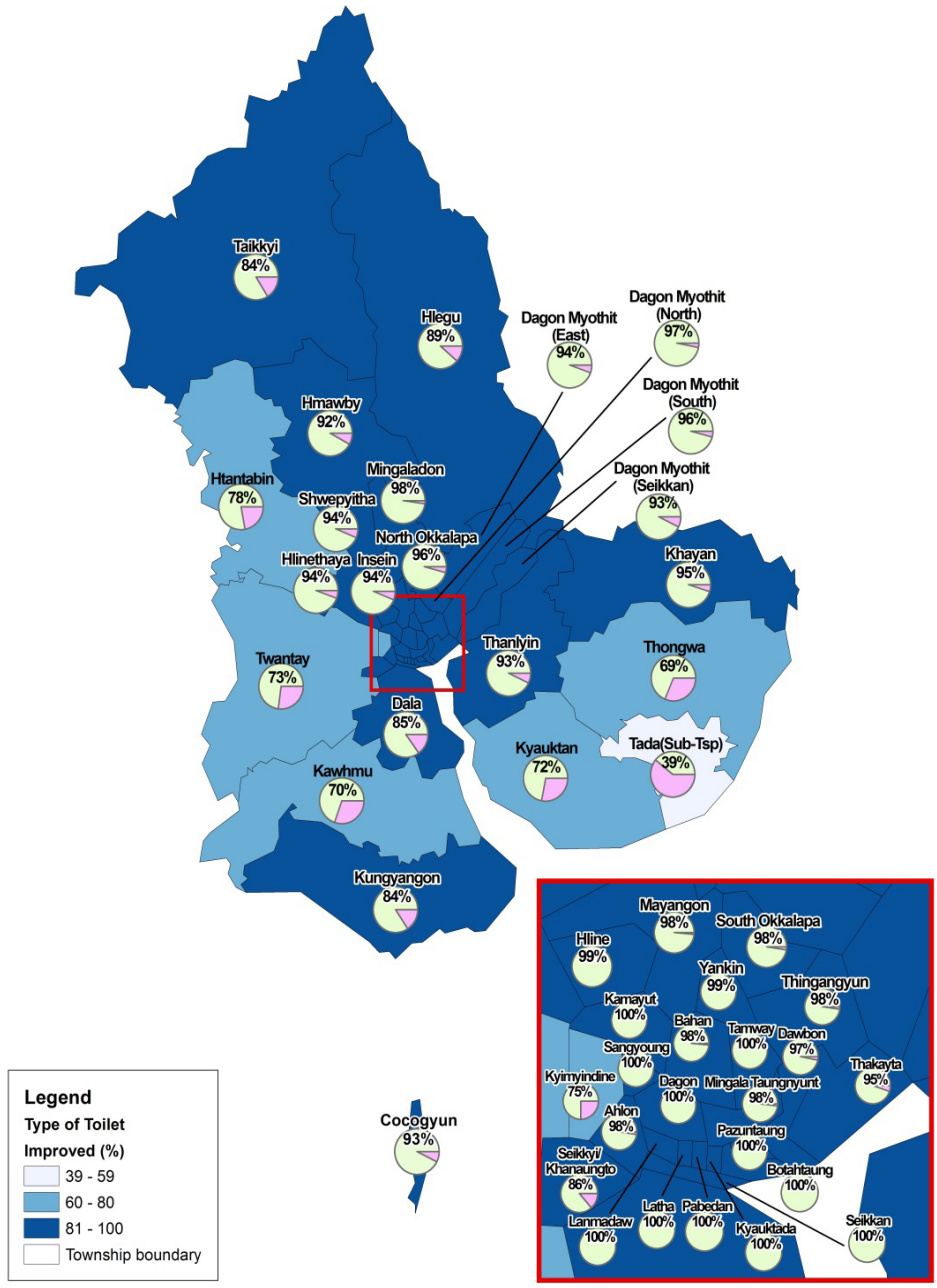 Taikkyi
84%
Hlegu
89%
Dagon Myothit
(East)
94%
Dagon Myothit
(North)
97%
Dagon Myothit
(South)
96%
Dagon Myothit
(Seikkan)
93%
Hmawby
92%
Mingaladon
98%
Htantabin
78%
Shwepyitha
94%
North Okkalapa
96%
Hlinethaya
94%
Insein
94%
Khayan
95%
Thanlyin
93%
Thongwa
69%
Twantay
73%
Dala
85%
Kyauktan
72%
Tada(Sub-Tsp)
39%
Kawhmu
70%
Kungyangon
84%
Cocogyun
93%
Mayangon
98%
South Okkalapa
98%
Hline
99%
Yankin
99%
Thingangyun
98%
Kamayut
100%
Bahan
98%
Tamway
100%
Dawbon
97%
Sangyoung
100%
Thakayta
95%
Kyimyindine
75%
Dagon
100%
Mingala Taungnyunt
98%
Ahlon
98%
Pazuntaung
100%
Seikkyi/
Khanaungto
86%
Botahtaung
100%
Lanmadaw
100%
Latha
100%
Pabedan
100%
Kyauktada
100%
Seikkan
100%
Legend
Type of Toilet
Improved (%)
39 - 59
60 - 80
81 - 100
Township boundary